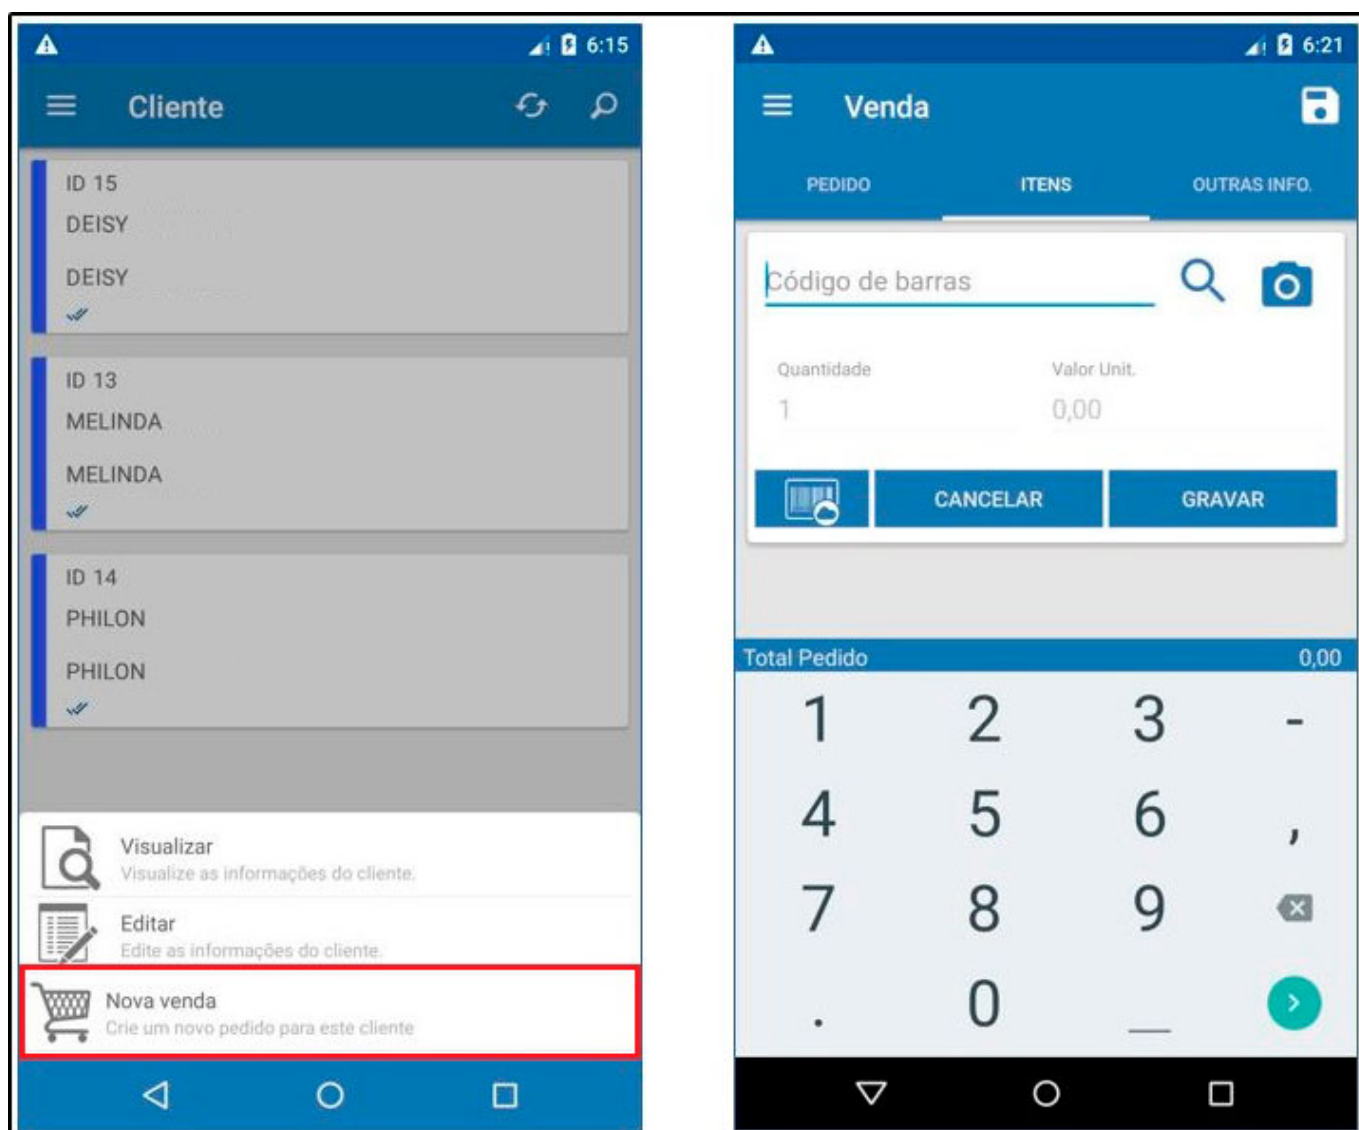 6:15
Cliente
ID 15
DEISY
DEISY
ID 13
MELINDA
MELINDA
ID 14
PHILON
PHILON
Visualizar
Visualize as informações do cliente.
Editar
Edite as informações do cliente.
Nova venda
Crie um novo pedido para este cliente
6:21
Venda
PEDIDO ITENS OUTRAS INFO.
Código de barras
Quantidade Valor Unit.
1 0,00
CANCELAR GRAVAR
Total Pedido 0,00
1 2 3 -
4 5 6 ,
7 8 9
. 0 _